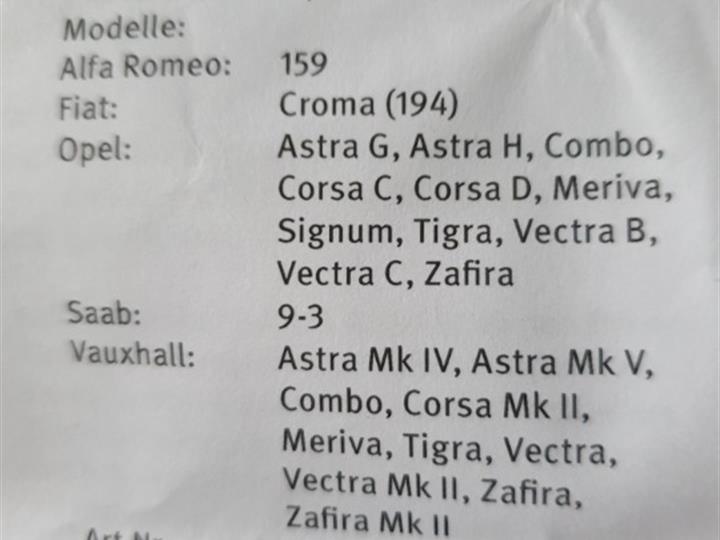 Modelle:
Alfa Romeo: 159
Fiat: Croma (194)
Opel: Astra G, Astra H, Combo,
Corsa C, Corsa D, Meriva,
Signum, Tigra, Vectra B,
Vectra C, Zafira
Saab: 9-3
Vauxhall: Astra Mk IV, Astra Mk V,
Combo, Corsa Mk II,
Meriva, Tigra, Vectra,
Vectra Mk II, Zafira,
Zafira Mk II